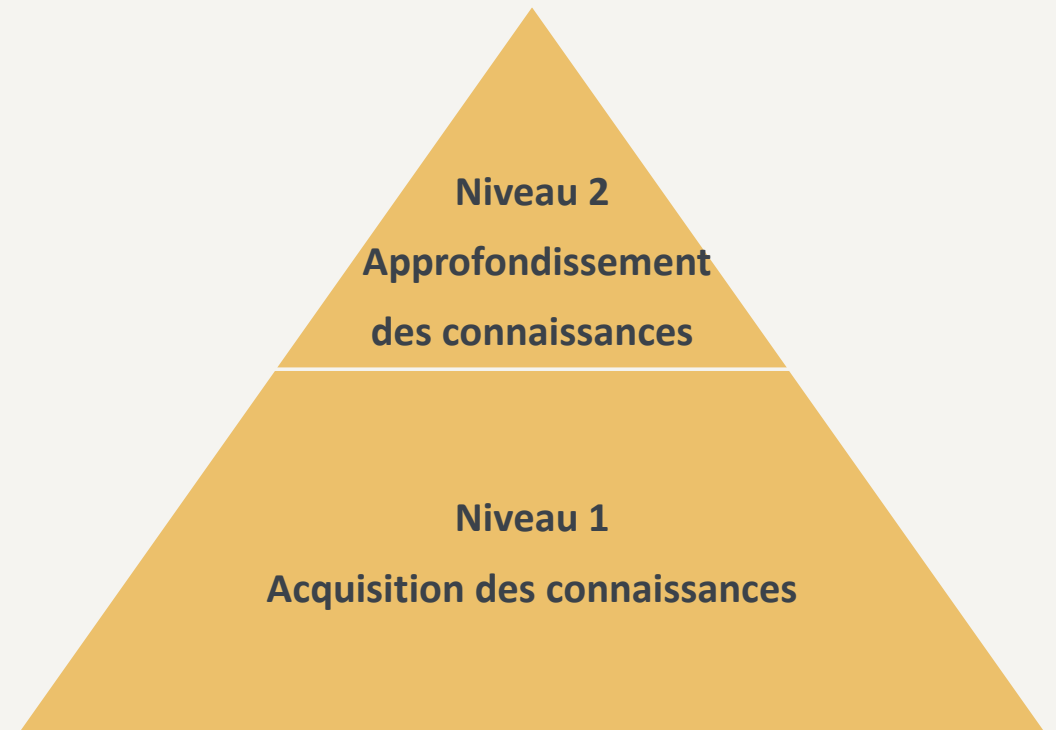 Niveau 2
Approfondissement
des connaissances
Niveau 1
Acquisition des connaissances